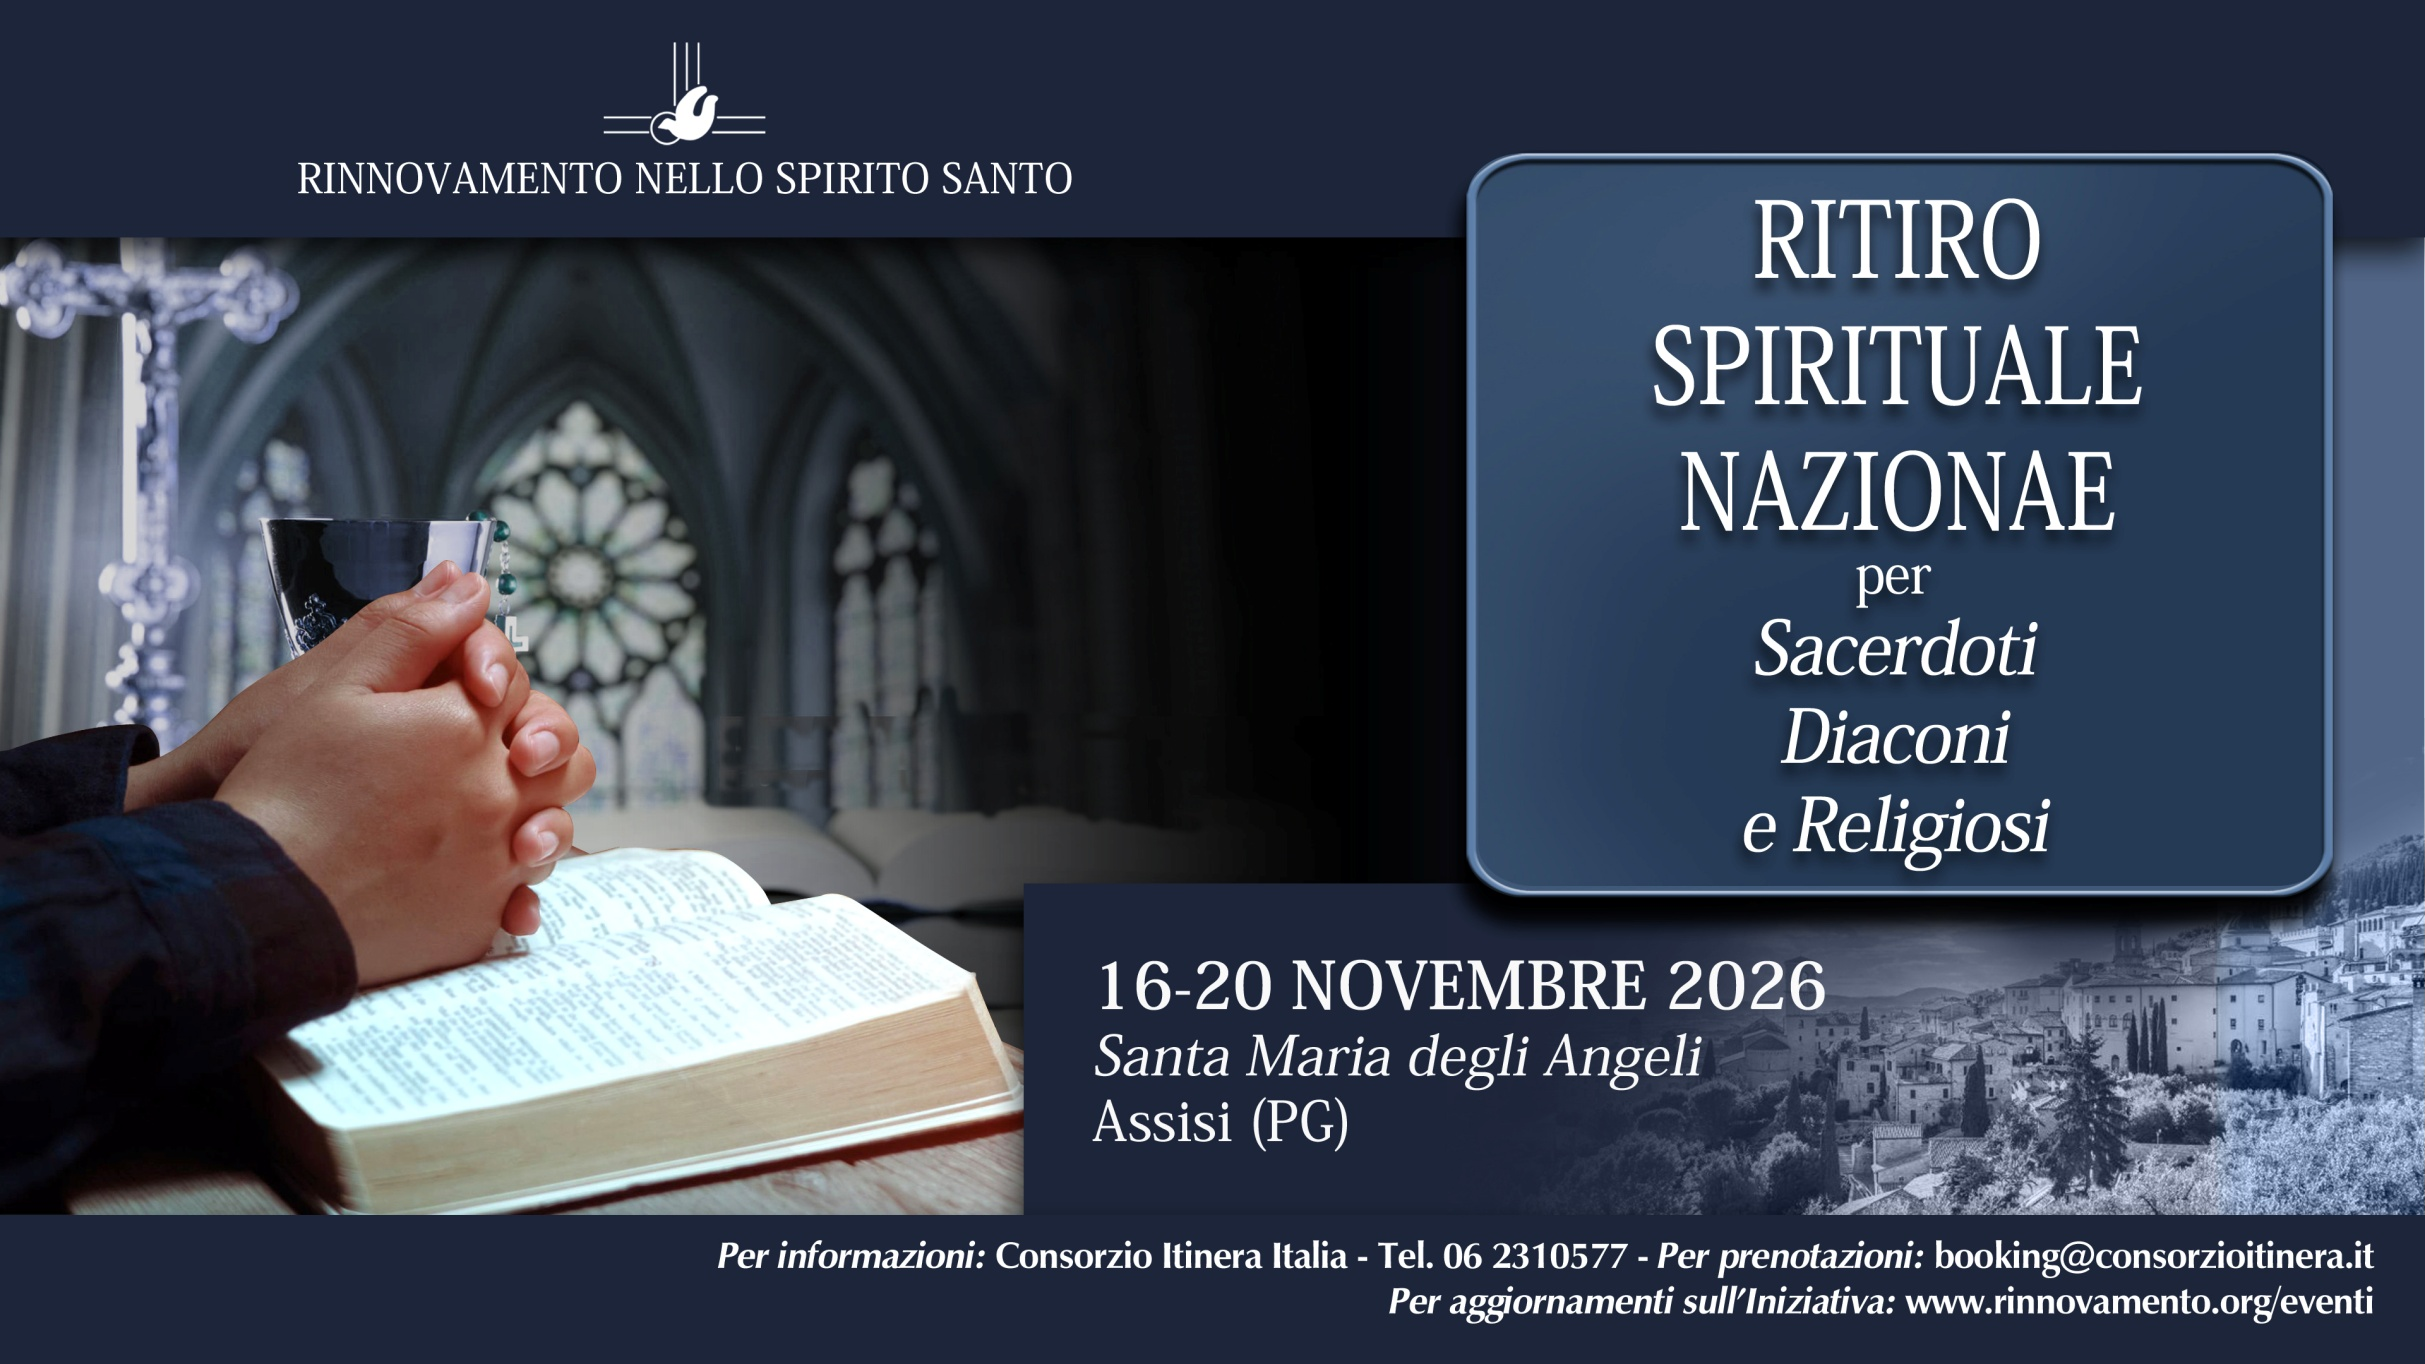 RINNOVAMENTO NELLO SPIRITO SANTO
RITIRO
SPIRITUALE
NAZIONAE
per
Sacerdoti
Diaconi
e Religiosi
16-20 NOVEMBRE 2026
Santa Maria degli Angeli
Assisi (PG)
Per informazioni: Consorzio Itinera Italia - Tel. 06 2310577 - Per prenotazioni: booking@consorzioitinera.it
Per aggiornamenti sull'Iniziativa: www.rinnovamento.org/eventi